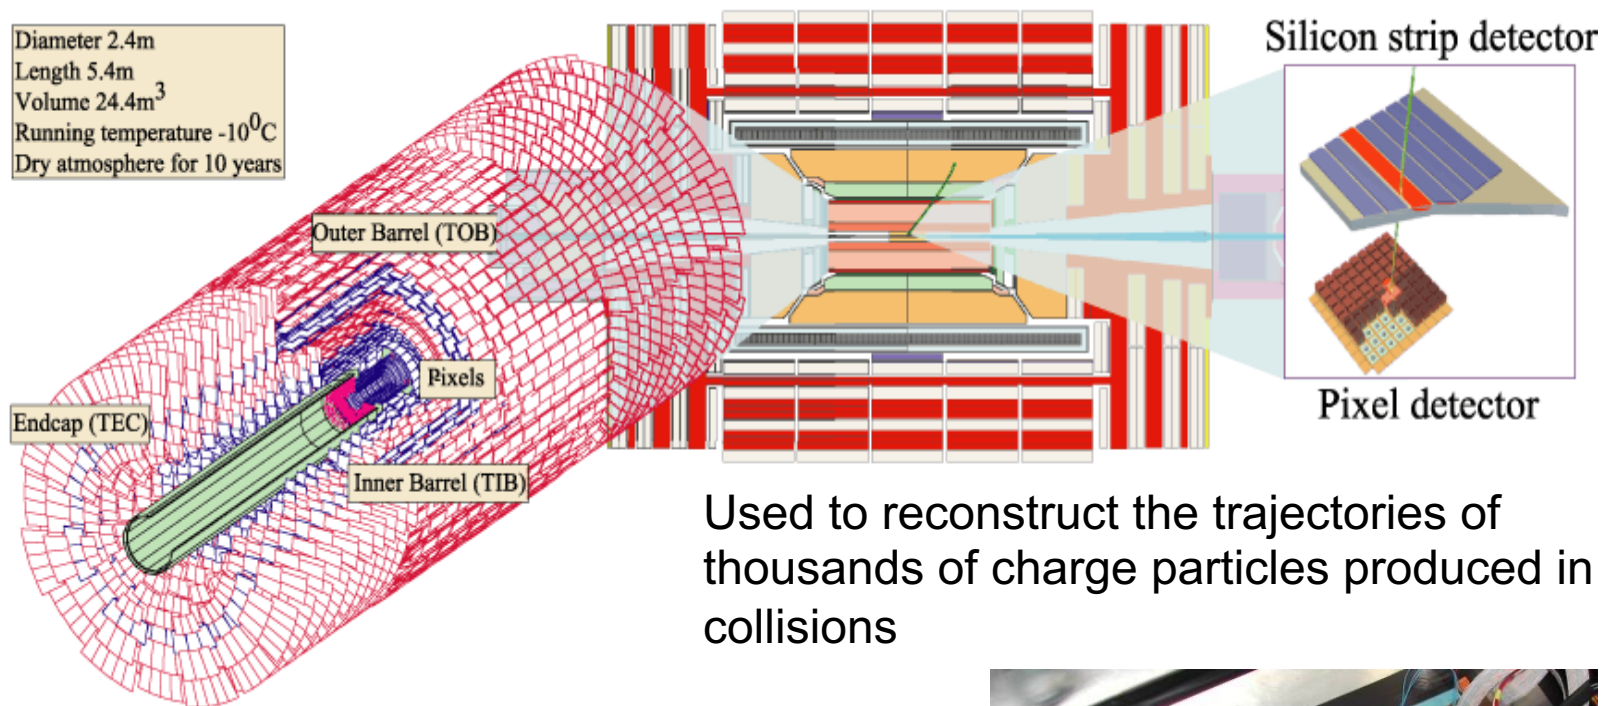 Diameter 2.4m
Length 5.4m
Volume 24.4m³
Running temperature -10⁰C
Dry atmosphere for 10 years
Silicon strip detector
Outer Barrel (TOB)
Pixels
Pixel detector
Endcap (TEC)
Inner Barrel (TIB)
Used to reconstruct the trajectories of
thousands of charge particles produced in
collisions